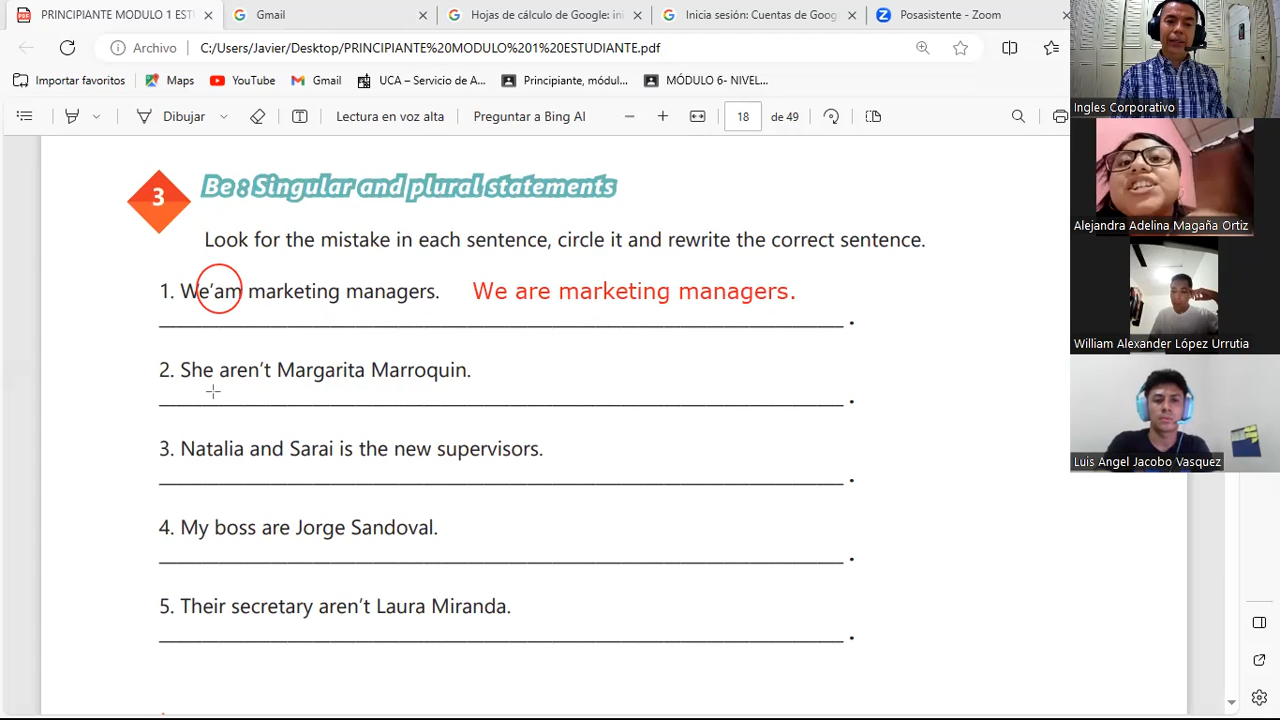 PRINCIPIANTE MODULO 1 EST
Gmail
Hojas de cálculo de Google: ini
Inicia sesión: Cuentas de Goog
rosasistente - Zoom
Archivo
C:/Users/Javier/Desktop/PRINCIPIANTE%20MODULO%201%20ESTUDIANTE.pdf
Importar favoritos
Maps
YouTube
Gmail
UCA – Servicio de A...
Principiante, módul...
MÓDULO 6- NIVEL...
Dibujar
Lectura en voz alta
Preguntar a Bing AI
18
de 49
3
Be : Singular and plural statements
Look for the mistake in each sentence, circle it and rewrite the correct sentence.
1. We’am marketing managers. We are marketing managers.
2. She aren’t Margarita Marroquin.
3. Natalia and Sarai is the new supervisors.
4. My boss are Jorge Sandoval.
5. Their secretary aren’t Laura Miranda.
Ingles Corporativo
Alejandra Adelina Magaña Ortiz
William Alexander López Urrutia
Luis Angel Jacobo Vasquez